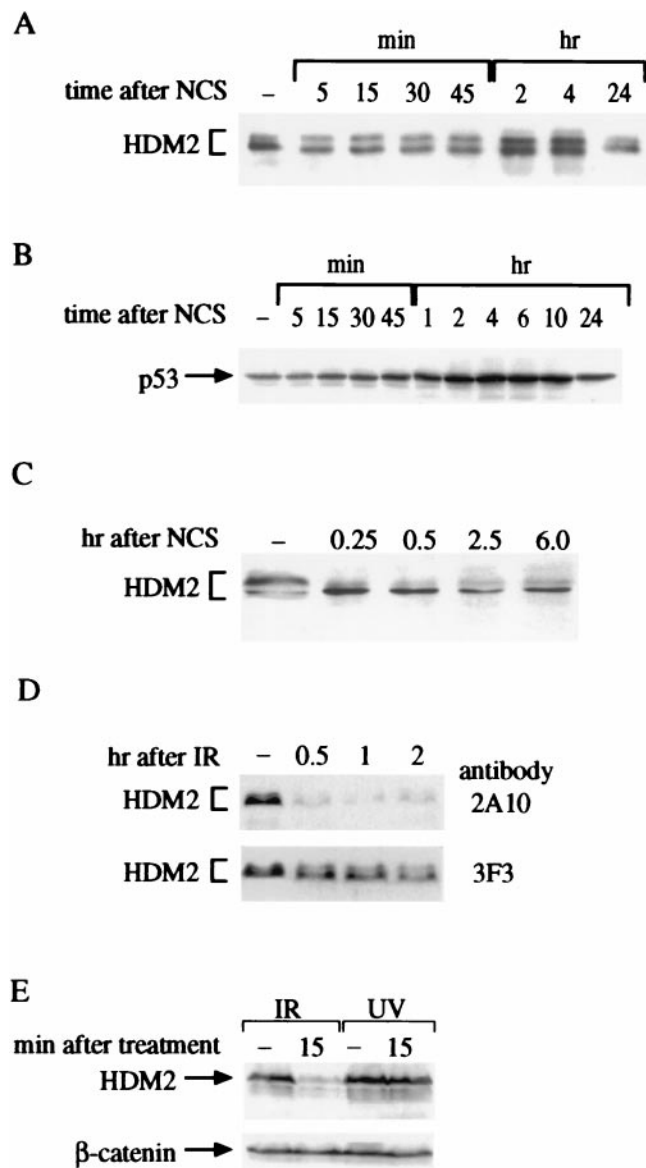 A
min hr
time after NCS – 5 15 30 45 2 4 24
HDM2 [
B
min hr
time after NCS – 5 15 30 45 1 2 4 6 10 24
p53
C
hr after NCS – 0.25 0.5 2.5 6.0
HDM2 [
D
hr after IR – 0.5 1 2 antibody
HDM2 [ 2A10
HDM2 [ 3F3
E
IR UV
min after treatment – 15 – 15
HDM2
β-catenin